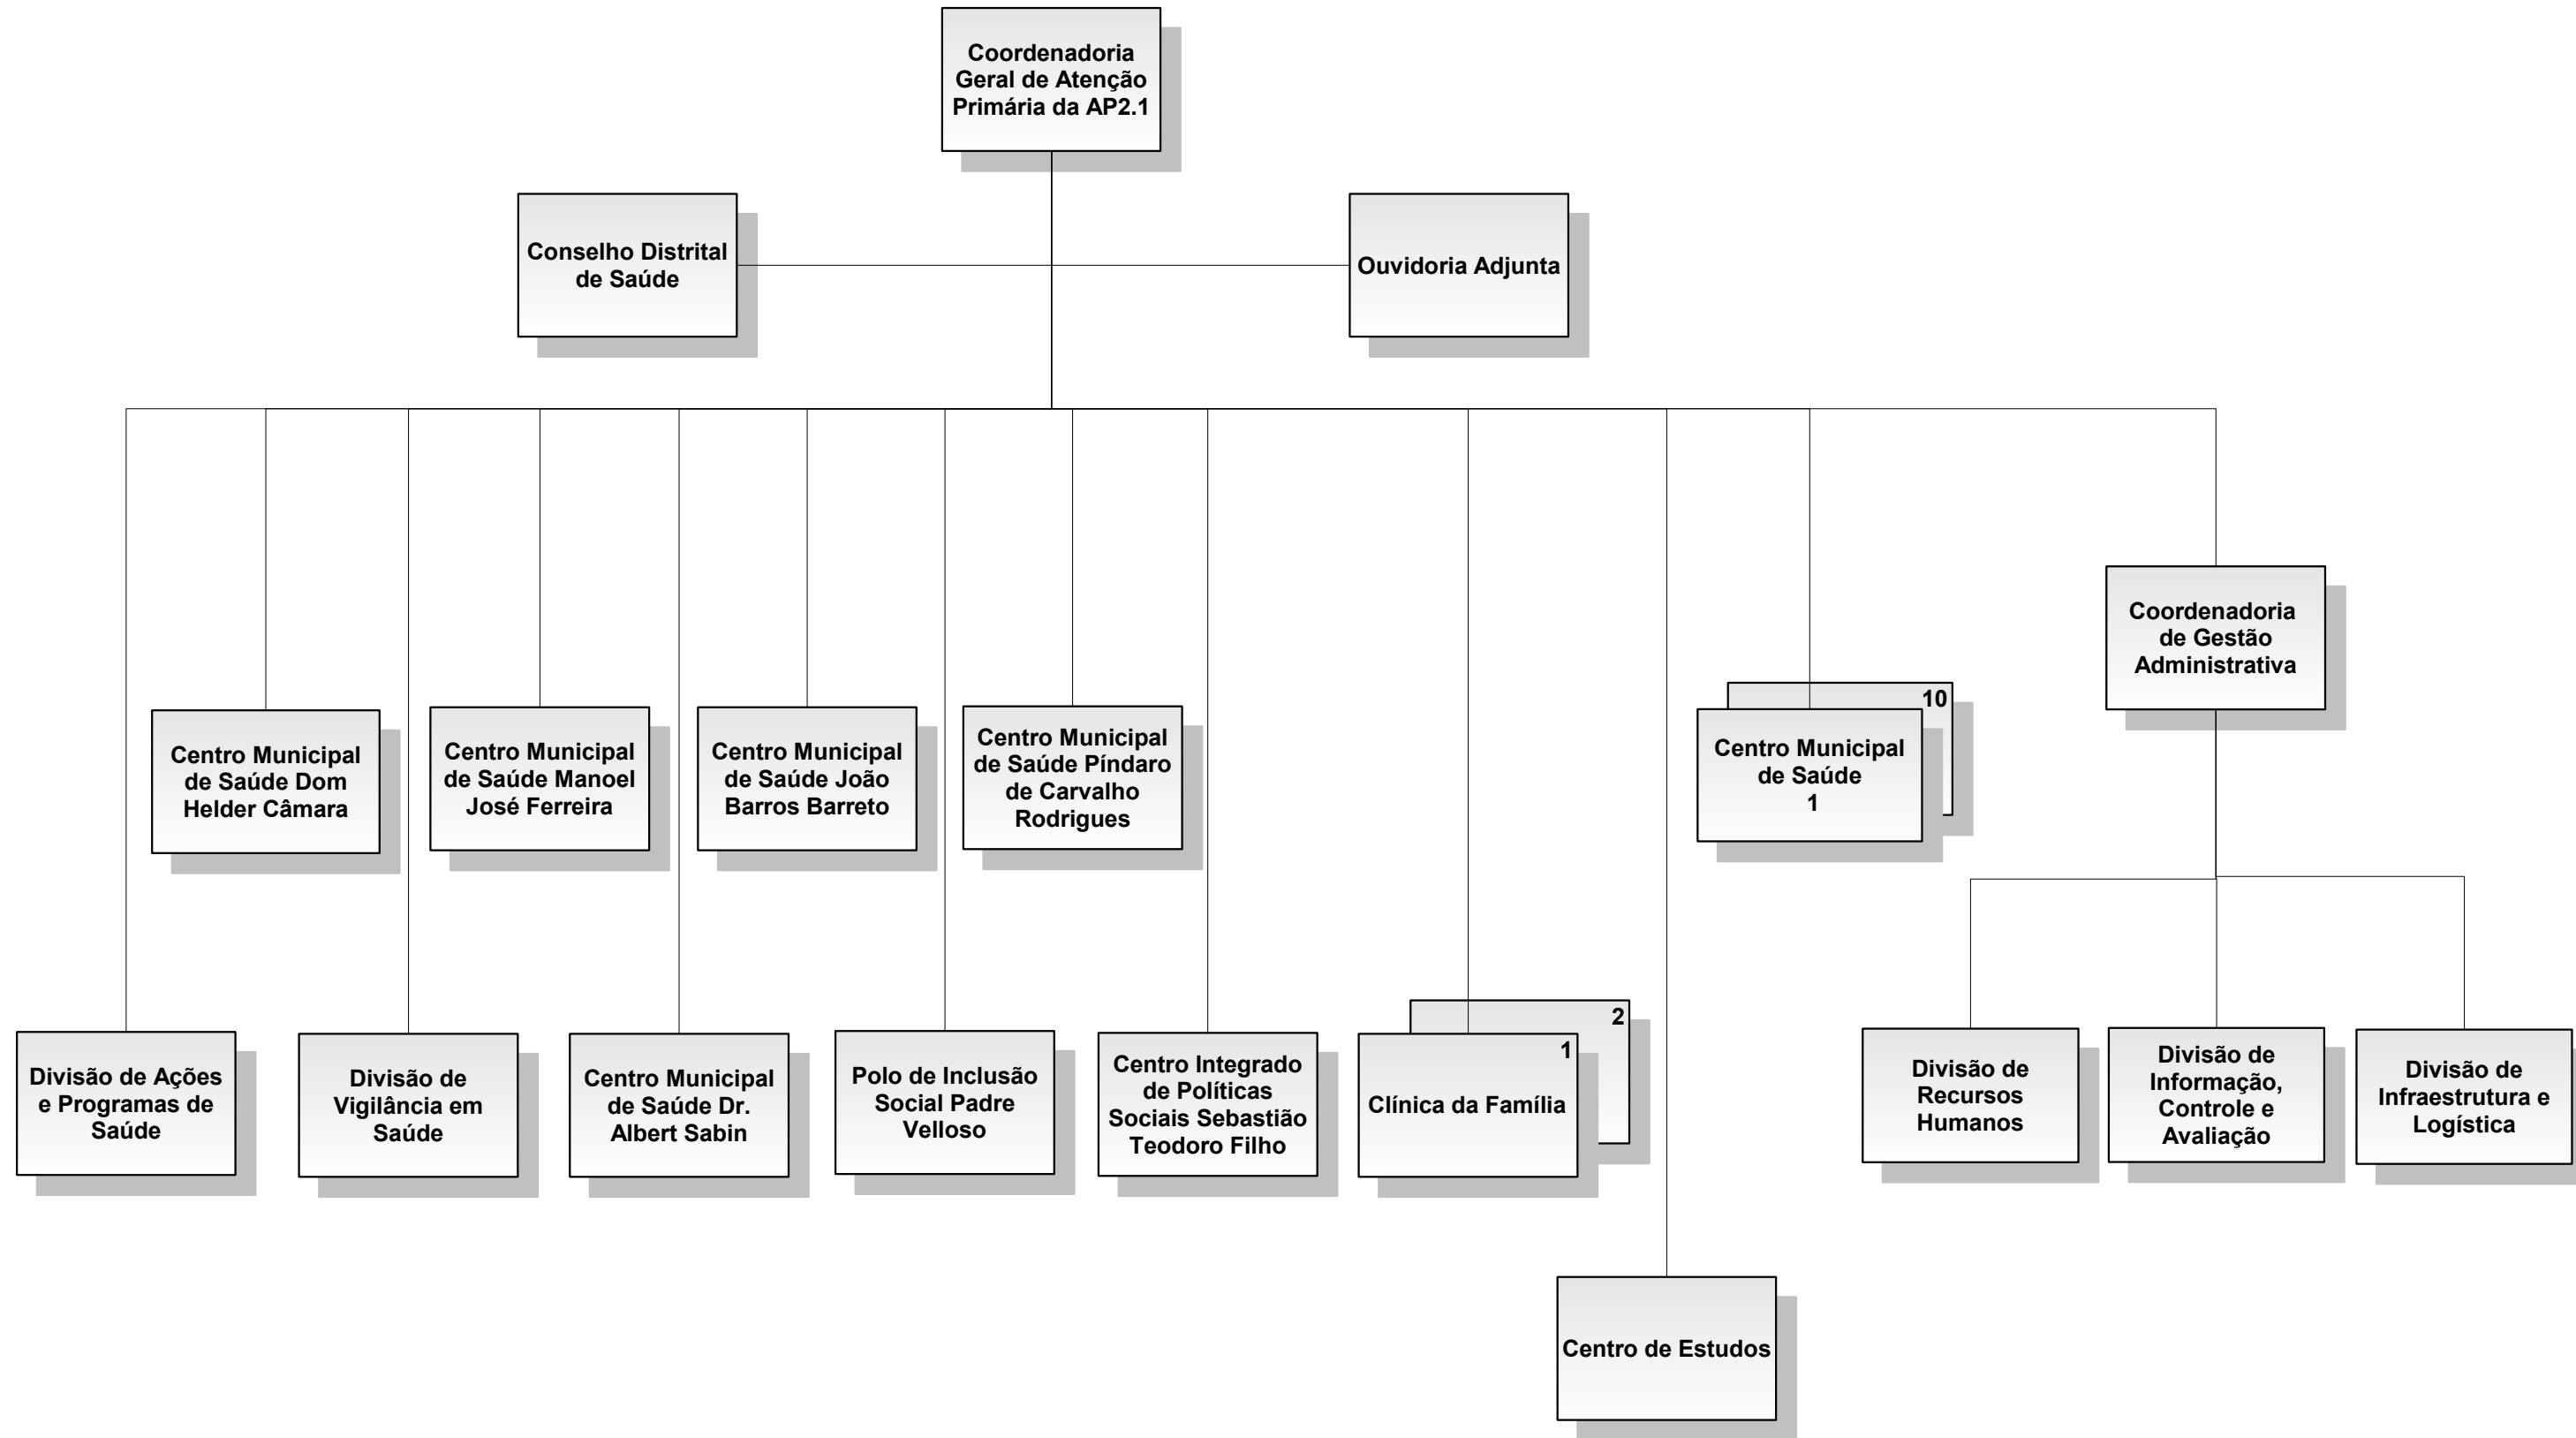 Coordenadoria
Geral de Atenção
Primária da AP2.1
Conselho Distrital
de Saúde
Ouvidoria Adjunta
Coordenadoria
de Gestão
Administrativa
Centro Municipal
de Saúde Dom
Helder Câmara
Centro Municipal
de Saúde Manoel
José Ferreira
Centro Municipal
de Saúde João
Barros Barreto
Centro Municipal
de Saúde Píndaro
de Carvalho
Rodrigues
10
Centro Municipal
de Saúde
1
Divisão de Ações
e Programas de
Saúde
Divisão de
Vigilância em
Saúde
Centro Municipal
de Saúde Dr.
Albert Sabin
Polo de Inclusão
Social Padre
Velloso
Centro Integrado
de Políticas
Sociais Sebastião
Teodoro Filho
2
1
Clínica da Família
Divisão de
Recursos
Humanos
Divisão de
Informação,
Controle e
Avaliação
Divisão de
Infraestrutura e
Logística
Centro de Estudos